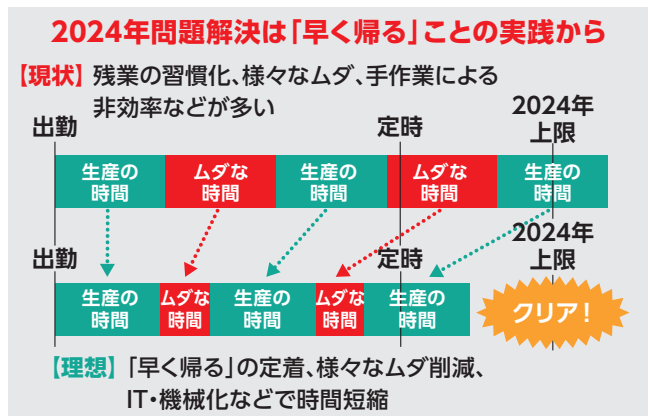 2024年問題解決は「早く帰る」ことの実践から
【現状】残業の習慣化、様々なムダ、手作業による
非効率などが多い
出勤
定時
2024年
上限
生産の
時間
ムダな
時間
生産の
時間
ムダな
時間
生産の
時間
出勤
定時
2024年
上限
生産の
時間
ムダな
時間
生産の
時間
ムダな
時間
生産の
時間
クリア！
【理想】「早く帰る」の定着、様々なムダ削減、
IT・機械化などで時間短縮